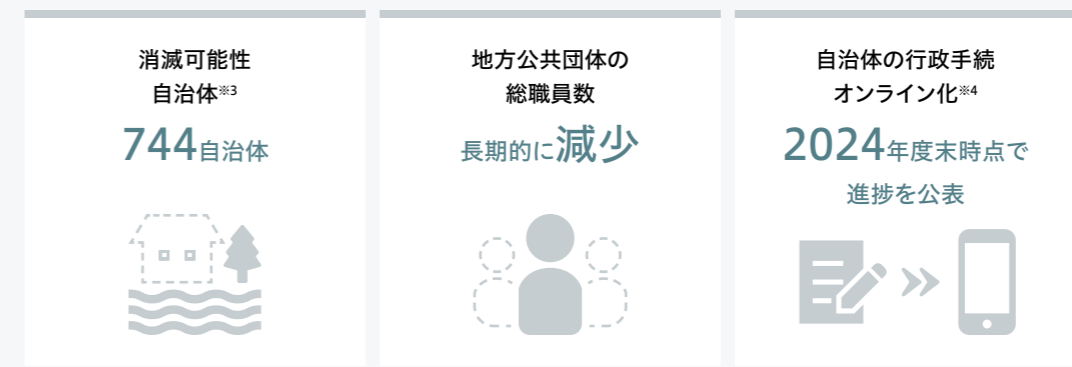 消滅可能性
自治体※3
744自治体
地方公共団体の
総職員数
長期的に減少
自治体の行政手続
オンライン化※4
2024年度末時点で
進捗を公表